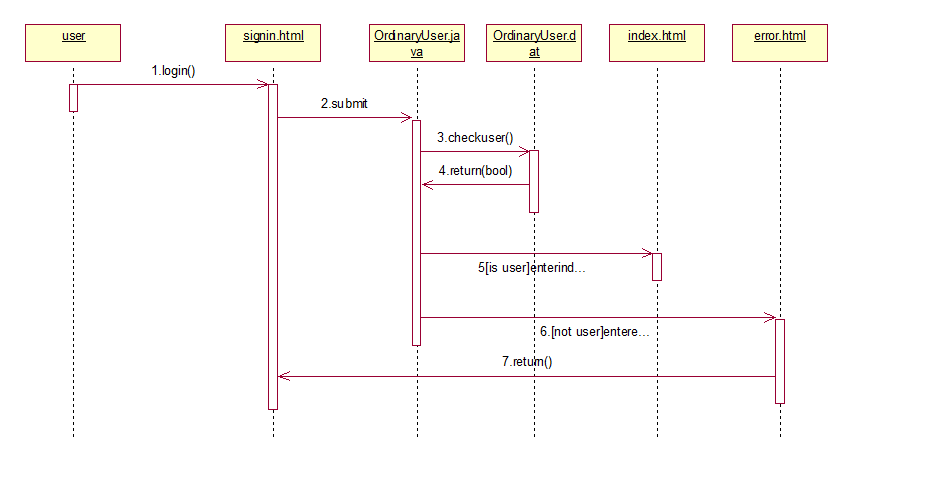 user
signin.html
OrdinaryUser.ja
va
OrdinaryUser.d
at
index.html
error.html
1.login()
2.submit
3.checkuser()
4.return(bool)
5[is user]enterind...
6.[not user]entere...
7.return()